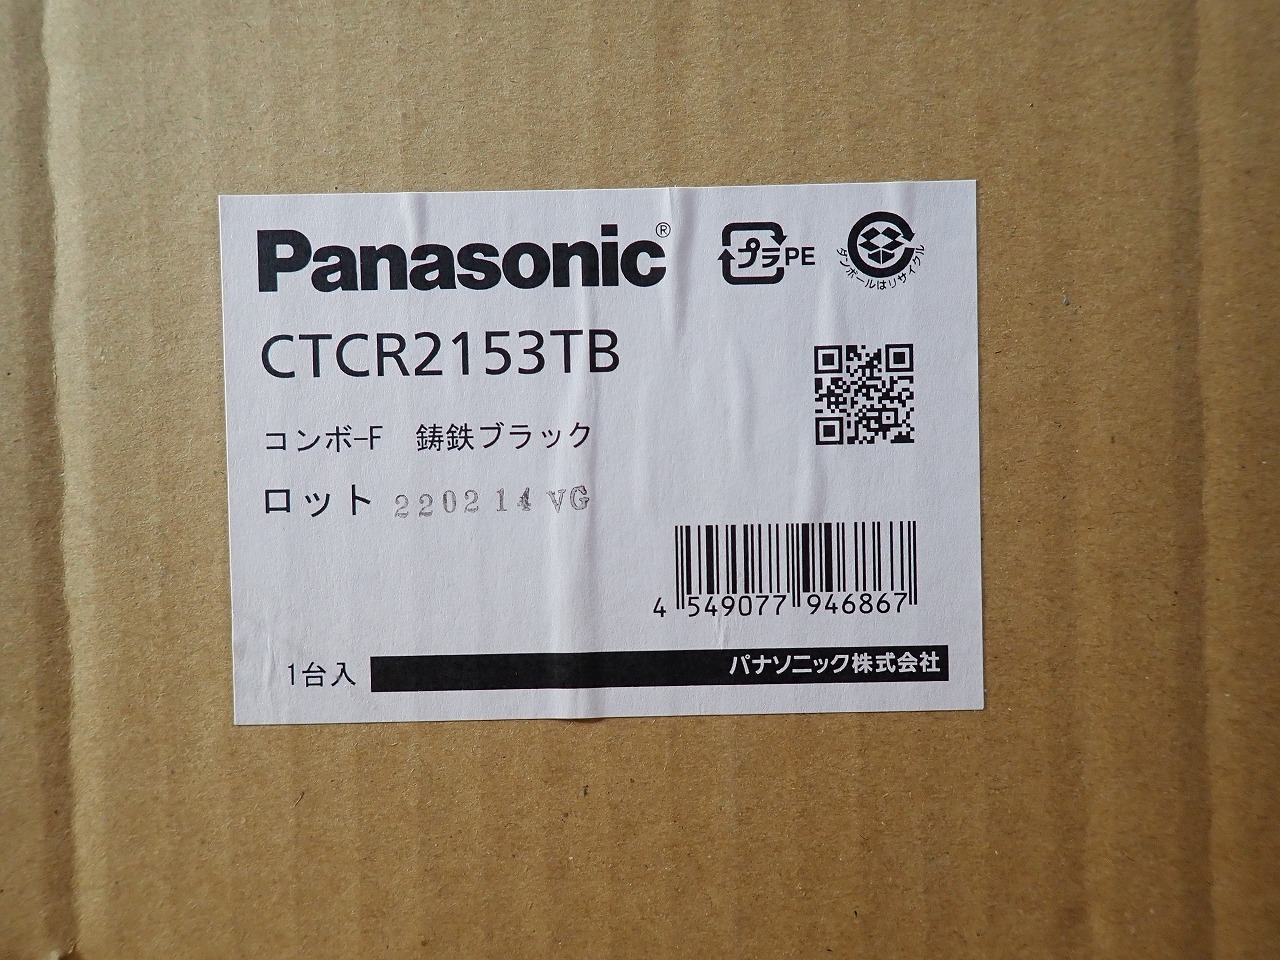 Panasonic®
プラ PE
ダンボールはリサイクル
CTCR2153TB
コンボ-F 鋳鉄ブラック
ロット 220214 VG
4 549077 946867
1台入
パナソニック株式会社